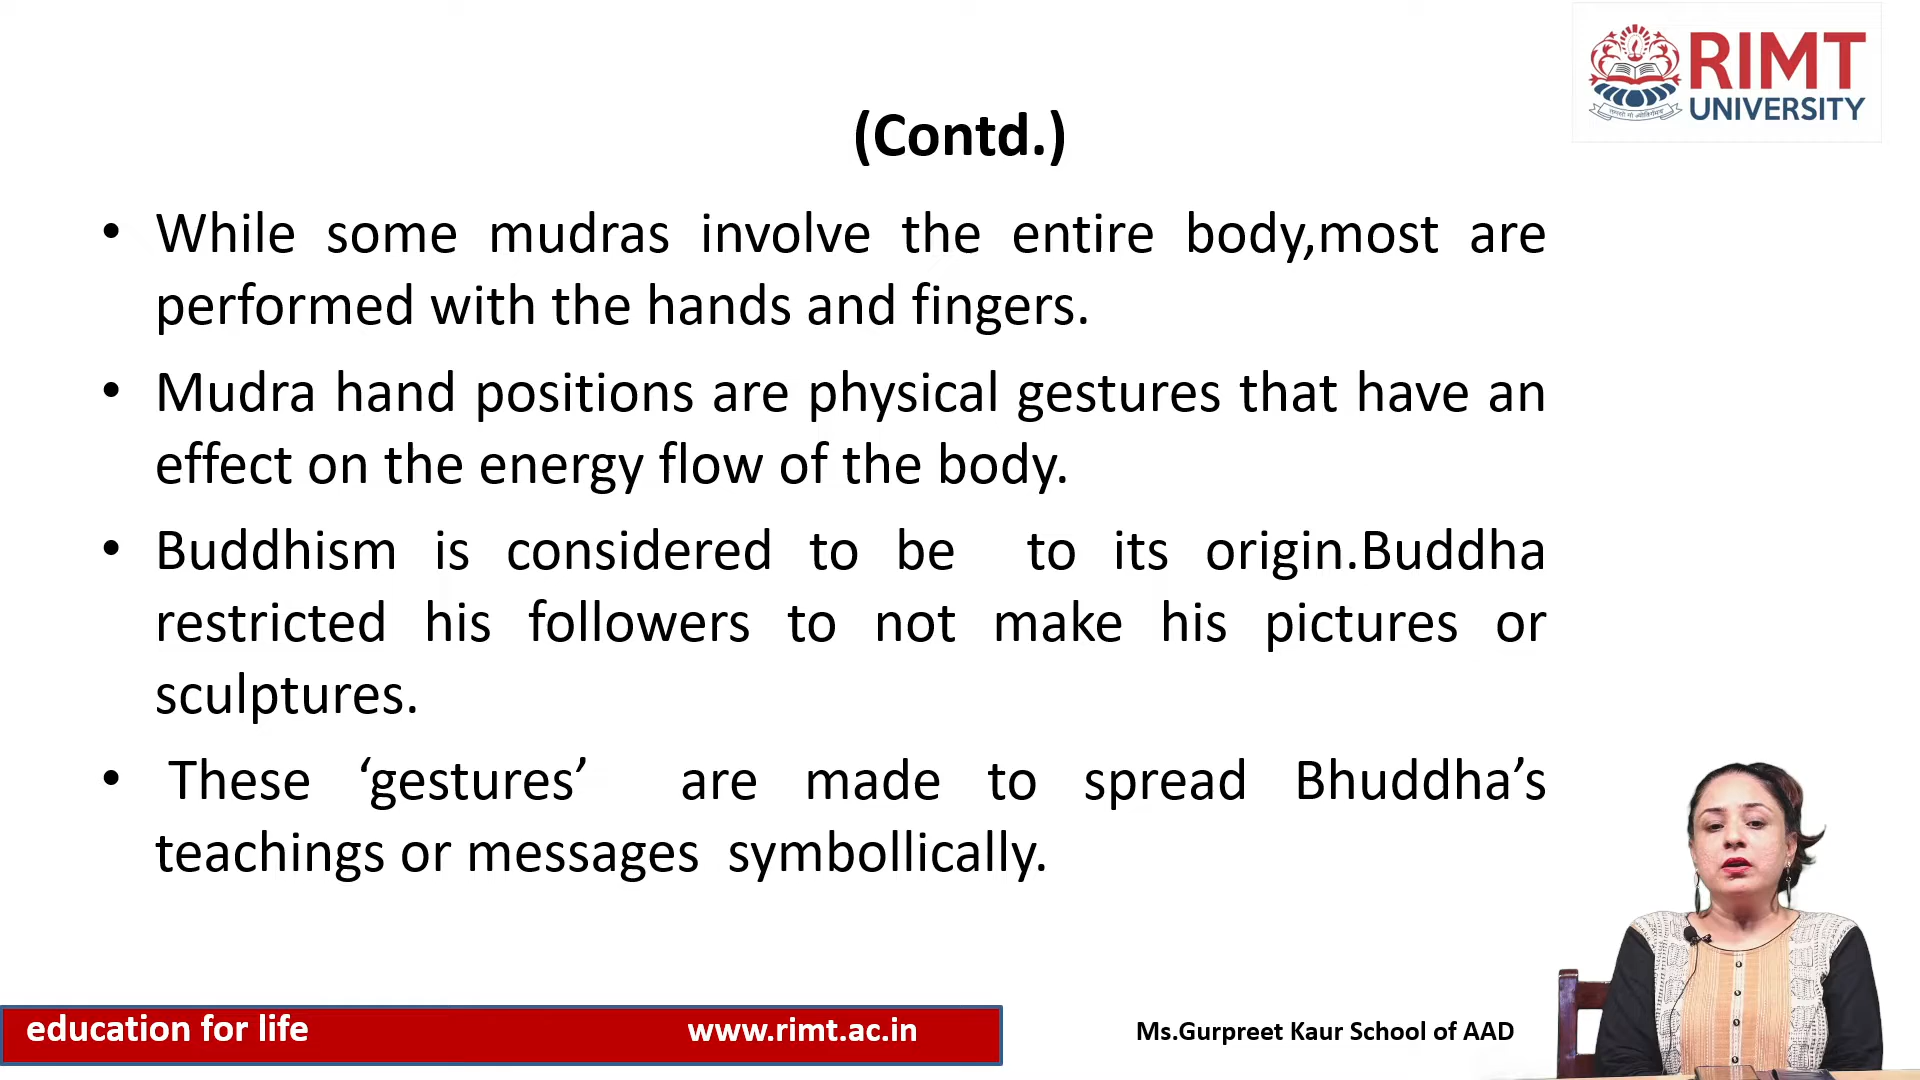 RIMT
UNIVERSITY
(Contd.)
• While some mudras involve the entire body,most are
performed with the hands and fingers.
• Mudra hand positions are physical gestures that have an
effect on the energy flow of the body.
• Buddhism is considered to be to its origin.Buddha
restricted his followers to not make his pictures or
sculptures.
• These ‘gestures’ are made to spread Bhuddha’s
teachings or messages symbollically.
education for life
www.rimt.ac.in
Ms.Gurpreet Kaur School of AAD